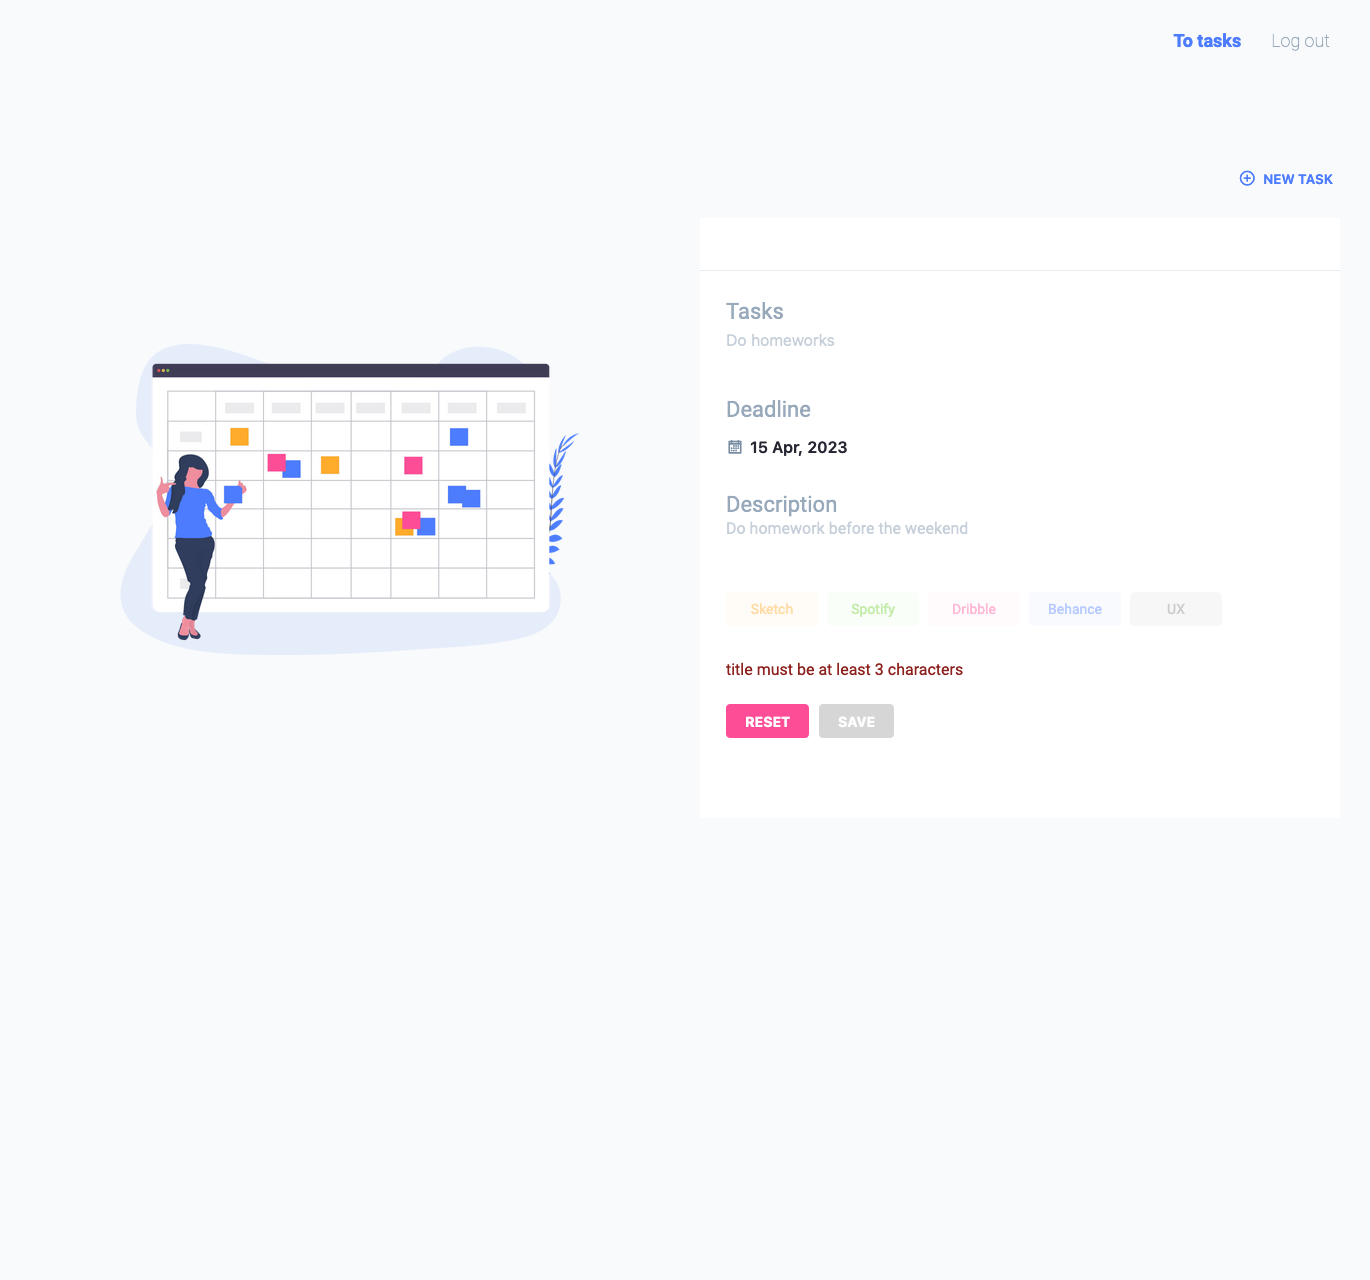 To tasks
Log out
NEW TASK
Tasks
Do homeworks
Deadline
15 Apr, 2023
Description
Do homework before the weekend
Sketch
Spotify
Dribble
Behance
UX
title must be at least 3 characters
RESET
SAVE